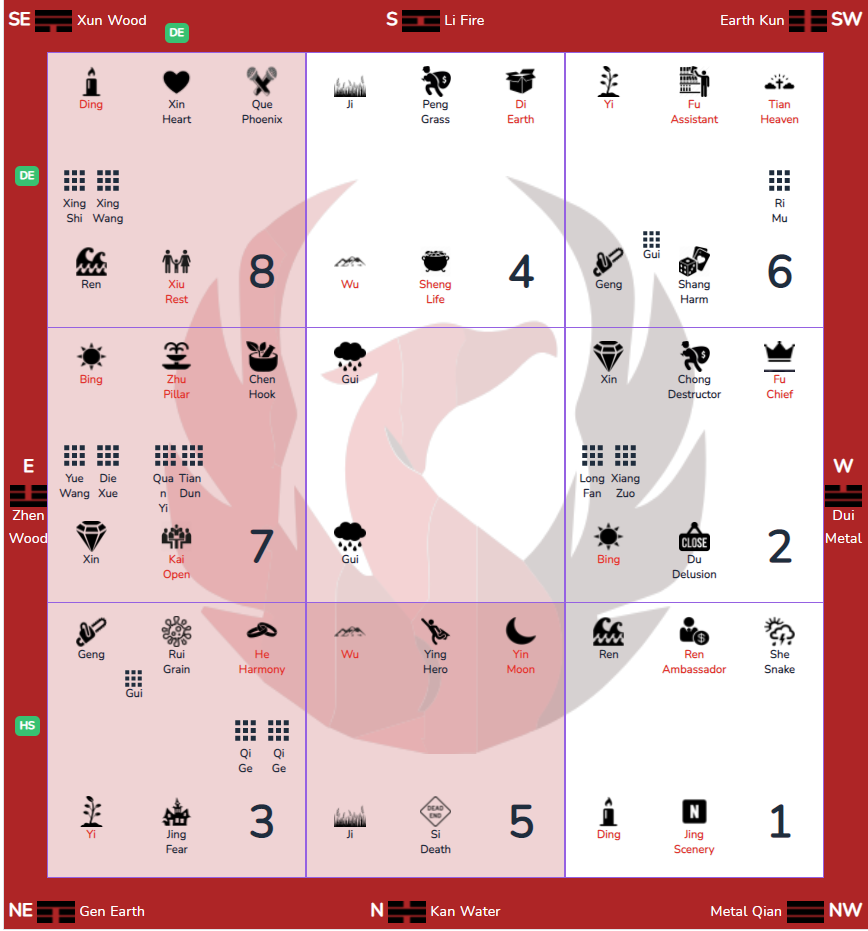 SE Xun Wood S Li Fire Earth Kun SW
DE
Ding Xin Heart Que Phoenix
DE
Xing Shi Xing Wang
Ren Xiu Rest 8
Ji Peng Grass Di Earth
Wu Sheng Life 4
Yi Fu Assistant Tian Heaven
Ri Mu
Gui
Geng Shang Harm 6
E
Zhen
Wood
Bing Zhu Pillar Chen Hook
Yue Wang Die Xue Qua n Yi Tian Dun
Xin Kai Open 7
Gui
Gui
Xin Chong Destructor Fu Chief
Long Fan Xiang Zuo
Bing CLOSE Du Delusion 2
W
Dui
Metal
HS
Geng Rui Grain He Harmony
Gui
Qi Ge Qi Ge
Yi Jing Fear 3
Wu Ying Hero Yin Moon
Ji DEAD END Si Death 5
Ren Ren Ambassador She Snake
Ding N Jing Scenery 1
NE Gen Earth N Kan Water Metal Qian NW